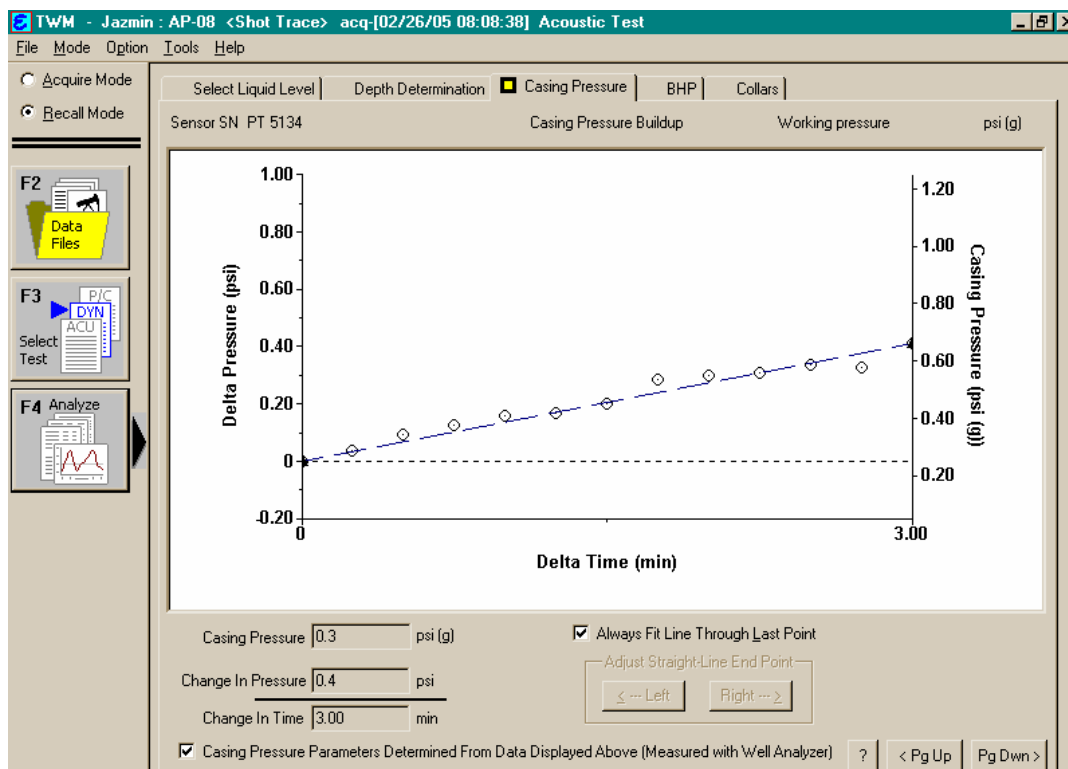 TWM - Jazmin : AP-08 <Shot Trace> acq-[02/26/05 08:08:38] Acoustic Test
File Mode Option Tools Help
Acquire Mode
Recall Mode
F2
Data
Files
F3
P/C
DYN
ACU
Select
Test
F4 Analyze
Select Liquid Level
Depth Determination
Casing Pressure
BHP
Collars
Sensor SN PT 5134
Casing Pressure Buildup
Working pressure
psi (g)
Delta Pressure (psi)
1.00
0.80
0.60
0.40
0.20
0
-0.20
0
3.00
Delta Time (min)
1.20
1.00
0.80
0.60
0.40
0.20
Casing Pressure (psi (g))
Casing Pressure 0.3 psi (g)
Change In Pressure 0.4 psi
Change In Time 3.00 min
Always Fit Line Through Last Point
Adjust Straight-Line End Point
< --- Left
Right --- >
Casing Pressure Parameters Determined From Data Displayed Above (Measured with Well Analyzer)
?
< Pg Up
Pg Dwn >